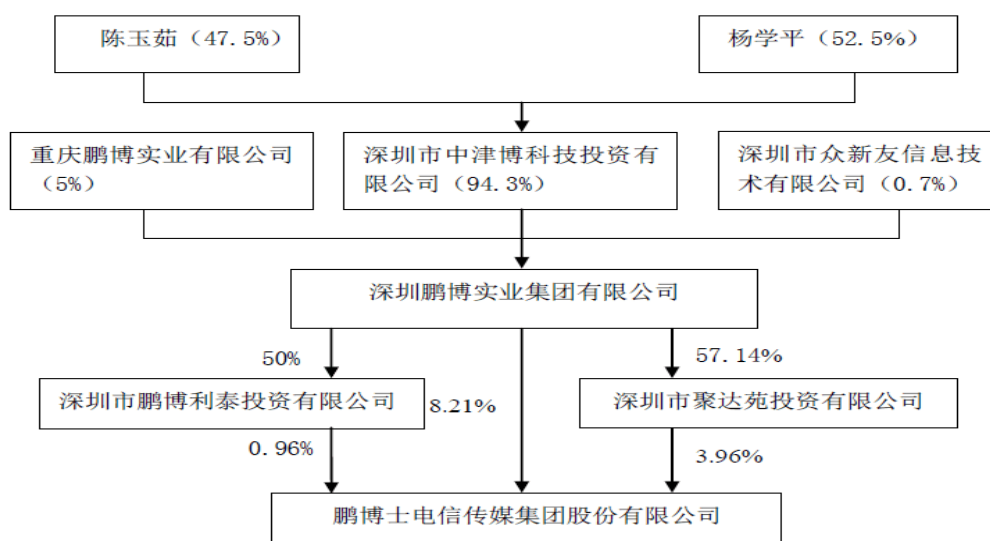 陈玉茹（47.5%）
杨学平（52.5%）
重庆鹏博实业有限公司
（5%）
深圳市中津博科技投资有
限公司（94.3%）
深圳市众新友信息技
术有限公司（0.7%）
深圳鹏博实业集团有限公司
50%
57.14%
深圳市鹏博利泰投资有限公司
8.21%
深圳市聚达苑投资有限公司
0.96%
3.96%
鹏博士电信传媒集团股份有限公司